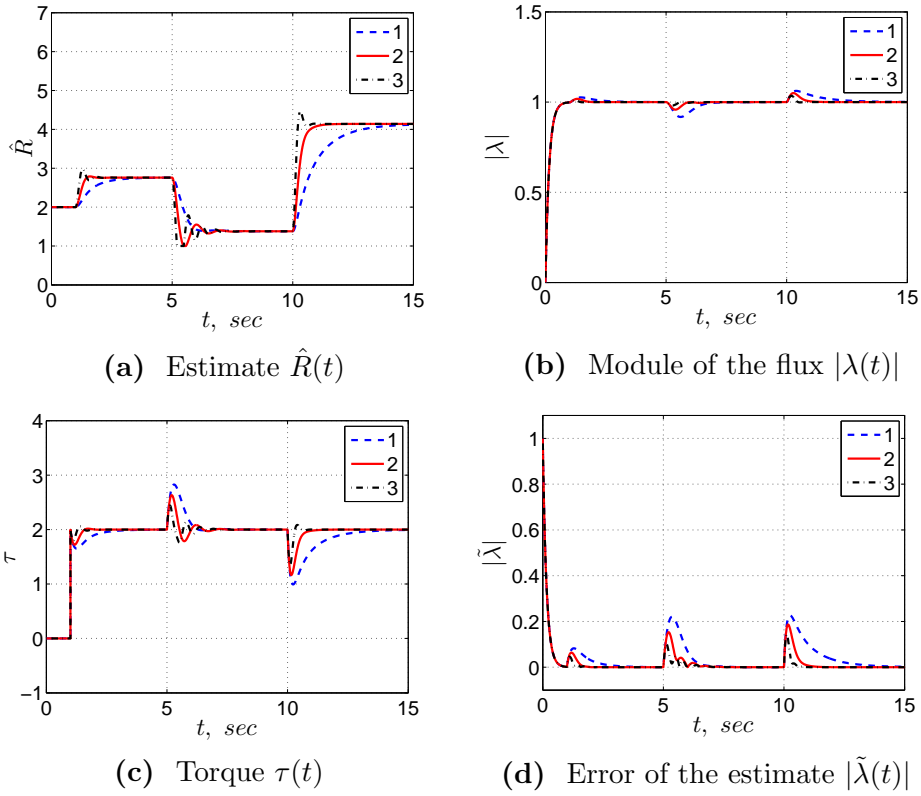 7
6
5
4
3
2
1
0
R̂
0 5 10 15
t, sec
1
2
3
(a) Estimate R̂(t)
1.5
1
0.5
0
|λ|
0 5 10 15
t, sec
1
2
3
(b) Module of the flux |λ(t)|
4
3
2
1
0
−1
τ
0 5 10 15
t, sec
1
2
3
(c) Torque τ(t)
1
0.8
0.6
0.4
0.2
0
|λ̃|
0 5 10 15
t, sec
1
2
3
(d) Error of the estimate |λ̃(t)|